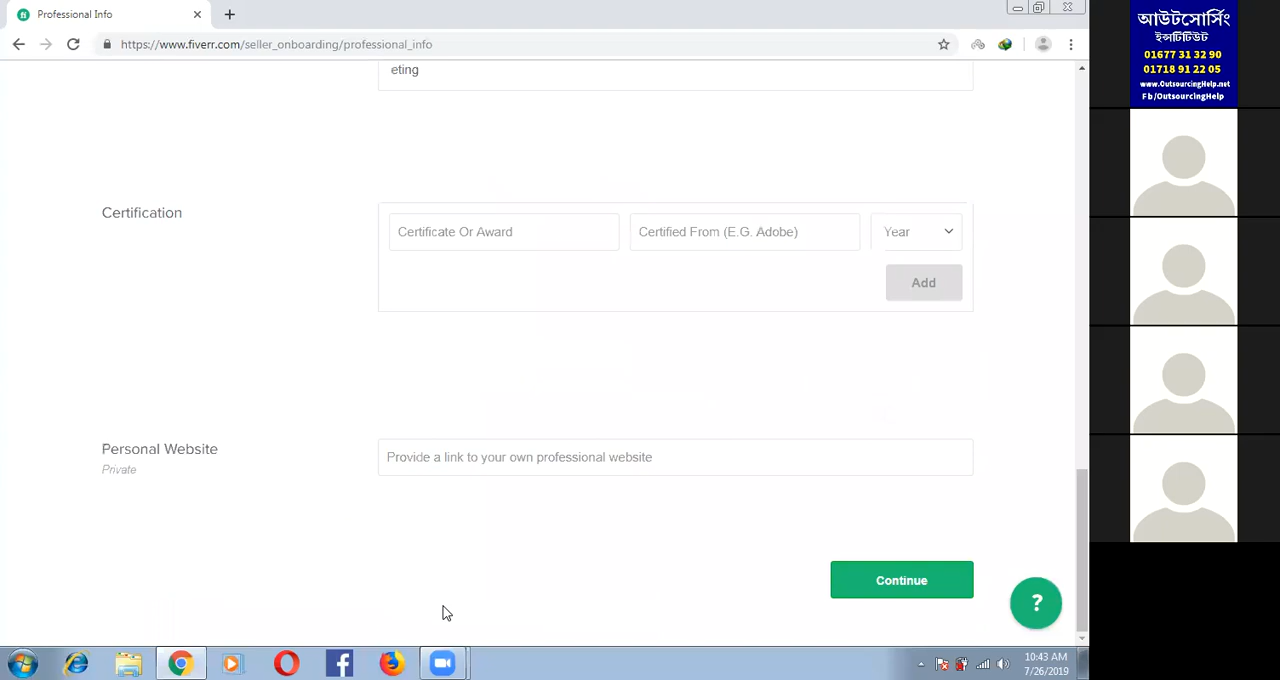 Professional Info
https://www.fiverr.com/seller_onboarding/professional_info
eting
Certification
Certificate Or Award
Certified From (E.G. Adobe)
Year
Add
Personal Website
Private
Provide a link to your own professional website
Continue
?
10:43 AM
7/26/2019
আউটসোর্সিং
ইন্সটিটিউট
01677 31 32 90
01718 91 22 05
www.OutsourcingHelp.net
Fb/OutsourcingHelp